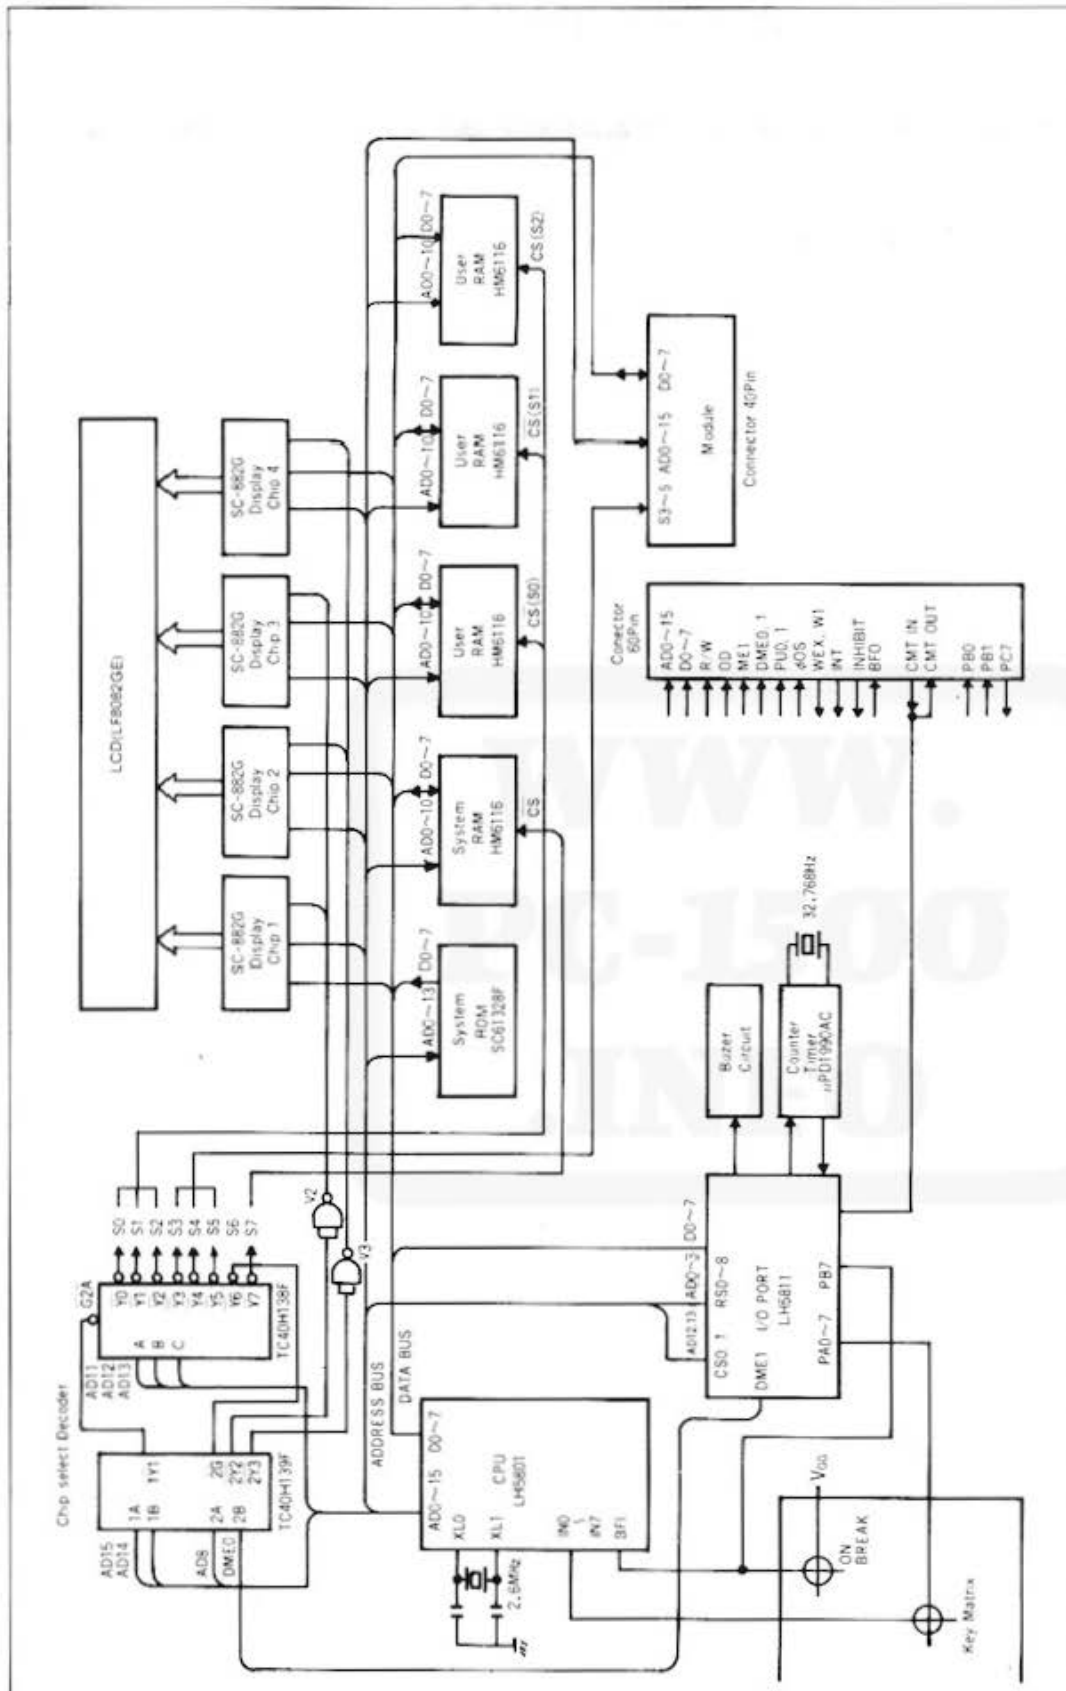 LCD(LF8082GE)
SC-882G
Display
Chip 1
SC-882G
Display
Chip 2
SC-882G
Display
Chip 3
SC-882G
Display
Chip 4
Chip select Decoder
AD15
AD14
AD8
DME0
1A
1B
2A
2B
1Y1
2G
2Y2
2Y3
TC40H139F
AD11
AD12
AD13
G2A
A
B
C
Y0
Y1
Y2
Y3
Y4
Y5
Y6
Y7
TC40H138F
S0
S1
S2
S3
S4
S5
S6
S7
V2
V3
ADDRESS BUS
DATA BUS
AD0~13
D0~7
System
ROM
SC61328F
AD0~10
D0~7
System
RAM
HM6116
CS
AD0~10
D0~7
User
RAM
HM6116
CS(S0)
AD0~10
D0~7
User
RAM
HM6116
CS(S1)
AD0~10
D0~7
User
RAM
HM6116
CS(S2)
AD0~15 D0~7
XL0
XL1
CPU
LH5801
IN0
IN7
BFI
2.6MHz
AD12.13
AD0~3
D0~7
CS0.1
RS0~8
DME1
I/O PORT
LH5811
PA0~7
PB7
Buzer
Circuit
Counter
Timer
μPD1990AC
32.768Hz
Conector
60Pin
AD0~15
D0~7
R/W
OD
ME1
DME0.1
PU0.1
φOS
WEX.W1
INT
INHIBIT
BFO
CMT IN
CMT OUT
PB0
PB1
PC7
S3~5 AD0~15 D0~7
Module
Connector 40Pin
VGG
ON
BREAK
Key Matrix
WWW.
PC-1500
.INFO